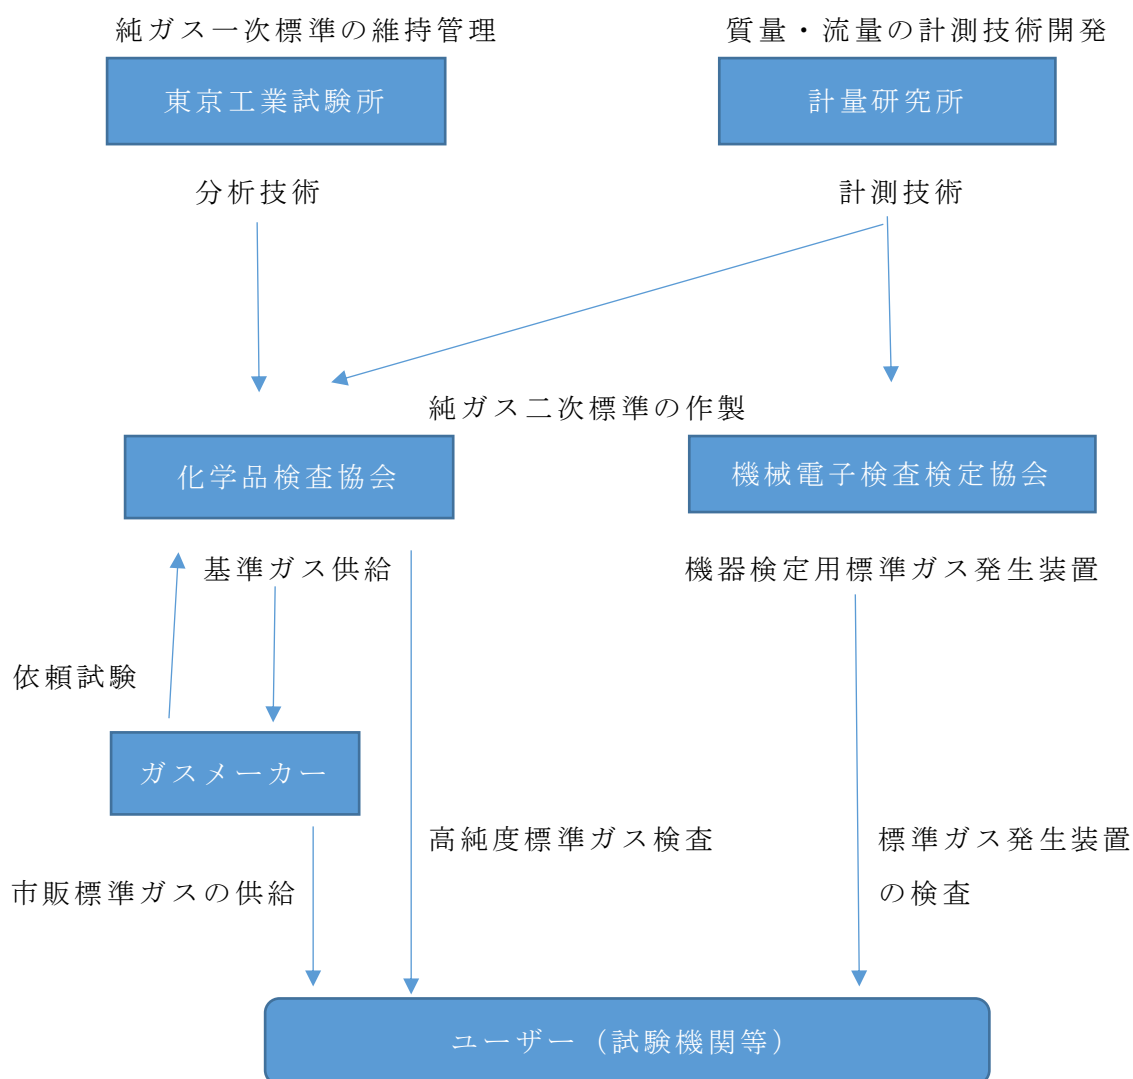 純ガス一次標準の維持管理
質量・流量の計測技術開発
東京工業試験所
計量研究所
分析技術
計測技術
純ガス二次標準の作製
化学品検査協会
機械電子検査検定協会
基準ガス供給
機器検定用標準ガス発生装置
依頼試験
ガスメーカー
高純度標準ガス検査
標準ガス発生装置
の検査
市販標準ガスの供給
ユーザー（試験機関等）